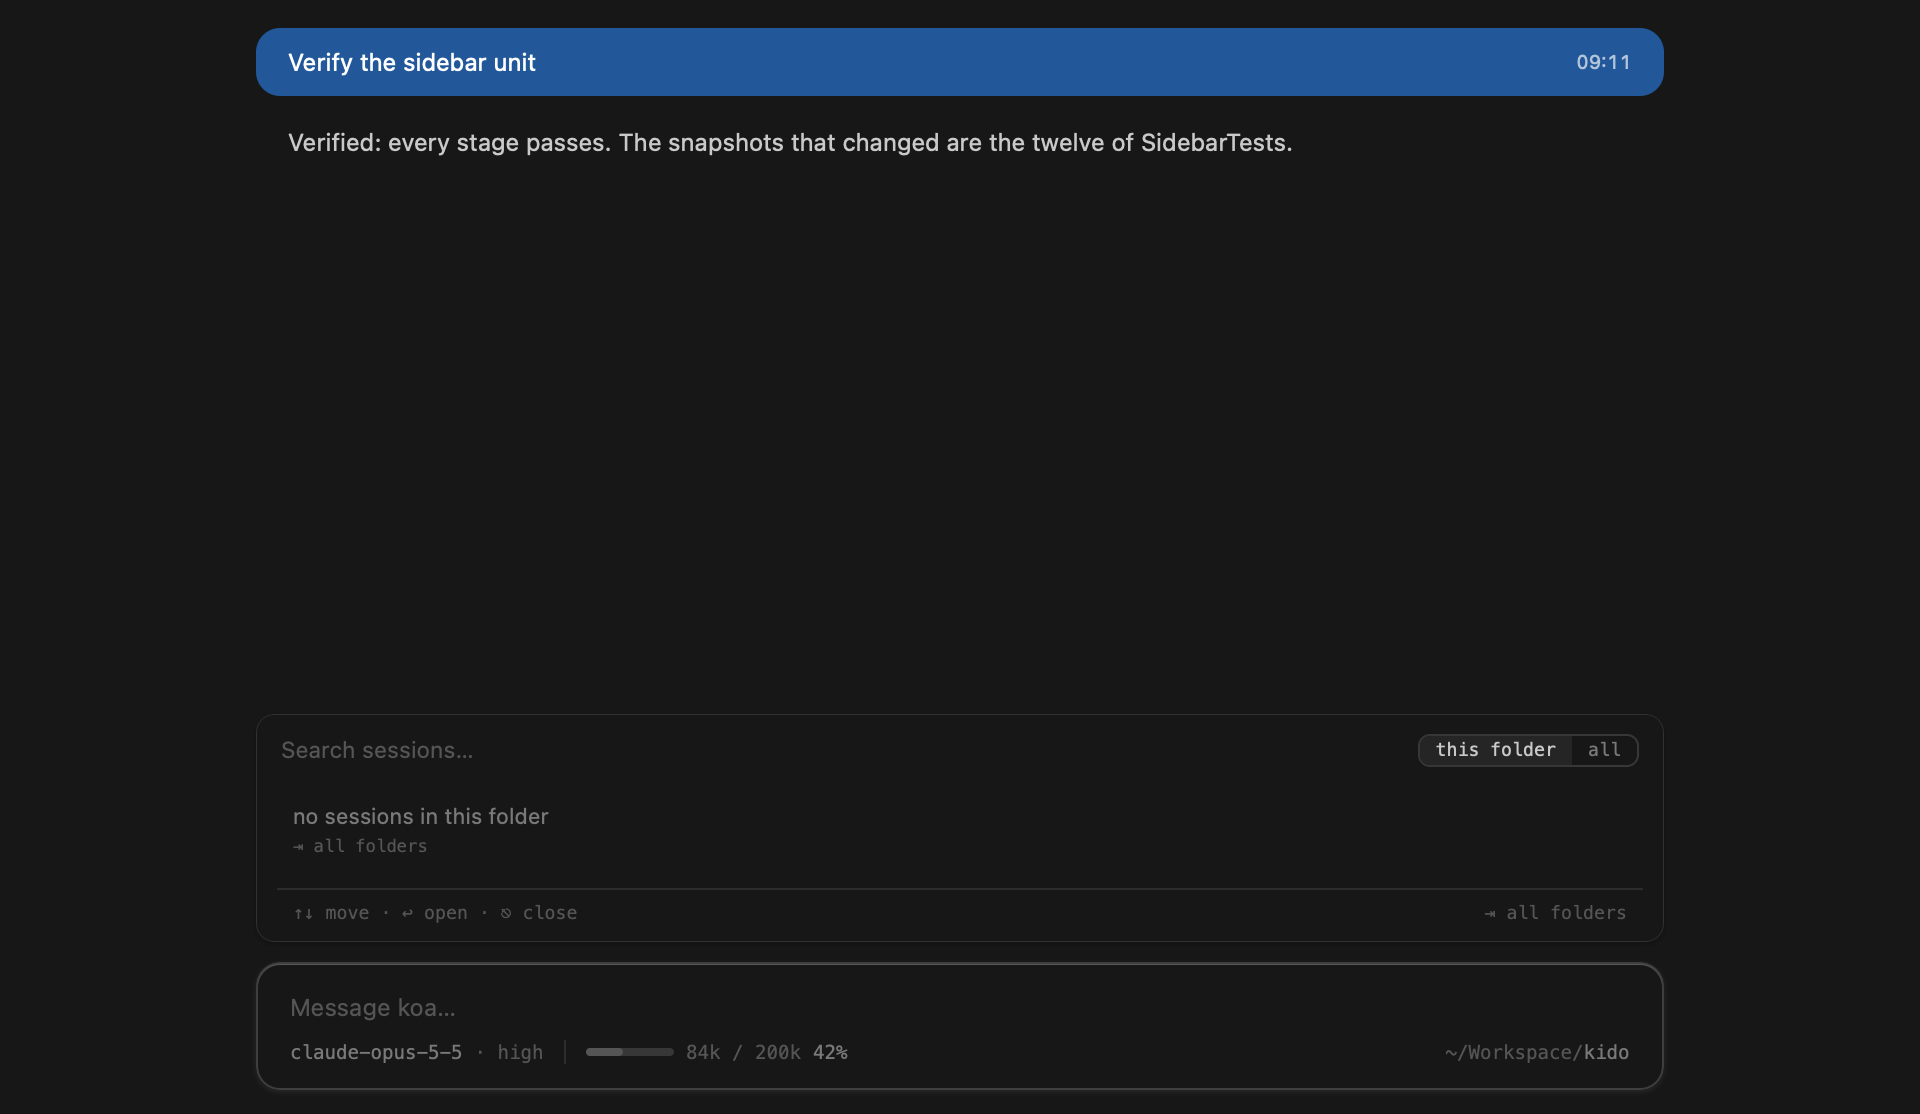 Verify the sidebar unit 09:11
Verified: every stage passes. The snapshots that changed are the twelve of SidebarTests.
Search sessions... this folder all
no sessions in this folder
⇥ all folders
↑↓ move · ↩ open · ⎋ close ⇥ all folders
Message koa...
claude-opus-5-5 · high 84k / 200k 42% ~/Workspace/kido